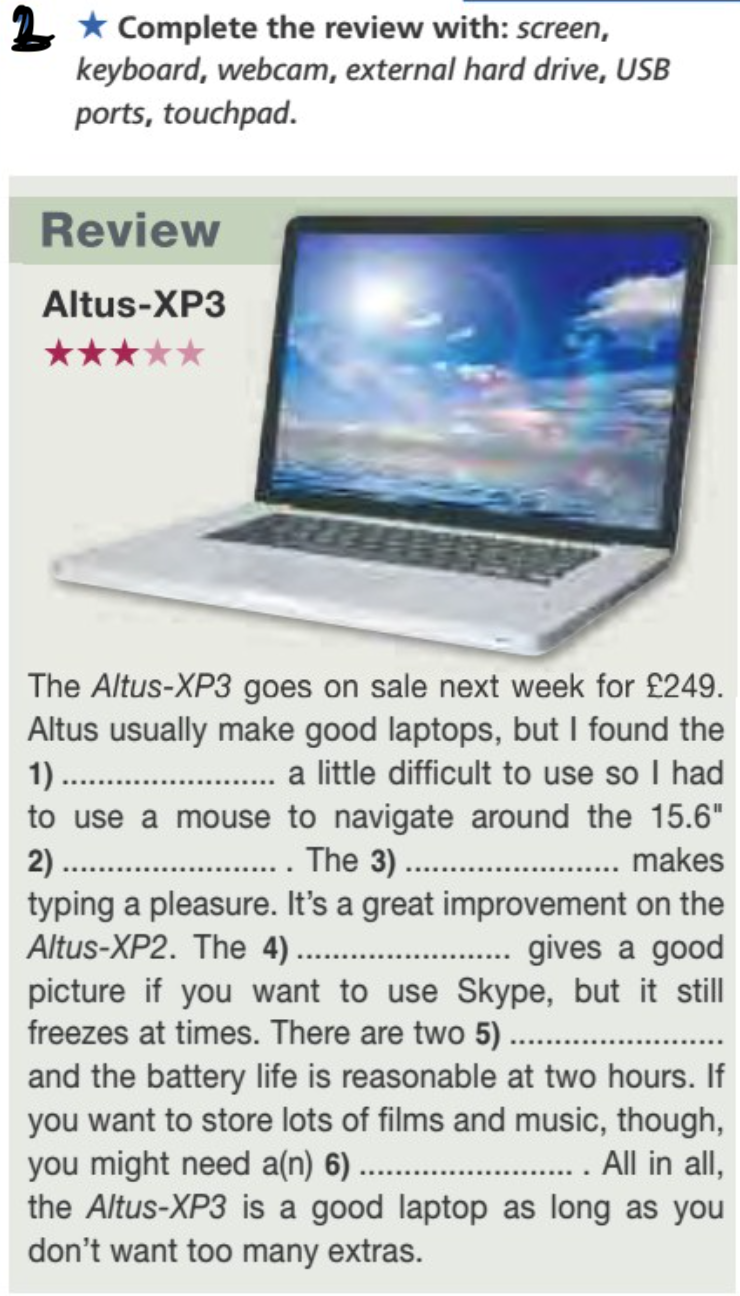 2 ★ Complete the review with: screen,
keyboard, webcam, external hard drive, USB
ports, touchpad.
Review
Altus-XP3
★★★★★
The Altus-XP3 goes on sale next week for £249.
Altus usually make good laptops, but I found the
1) ........................ a little difficult to use so I had
to use a mouse to navigate around the 15.6"
2) ........................ . The 3) ........................ makes
typing a pleasure. It's a great improvement on the
Altus-XP2. The 4) ........................ gives a good
picture if you want to use Skype, but it still
freezes at times. There are two 5) ........................
and the battery life is reasonable at two hours. If
you want to store lots of films and music, though,
you might need a(n) 6) ........................ . All in all,
the Altus-XP3 is a good laptop as long as you
don't want too many extras.